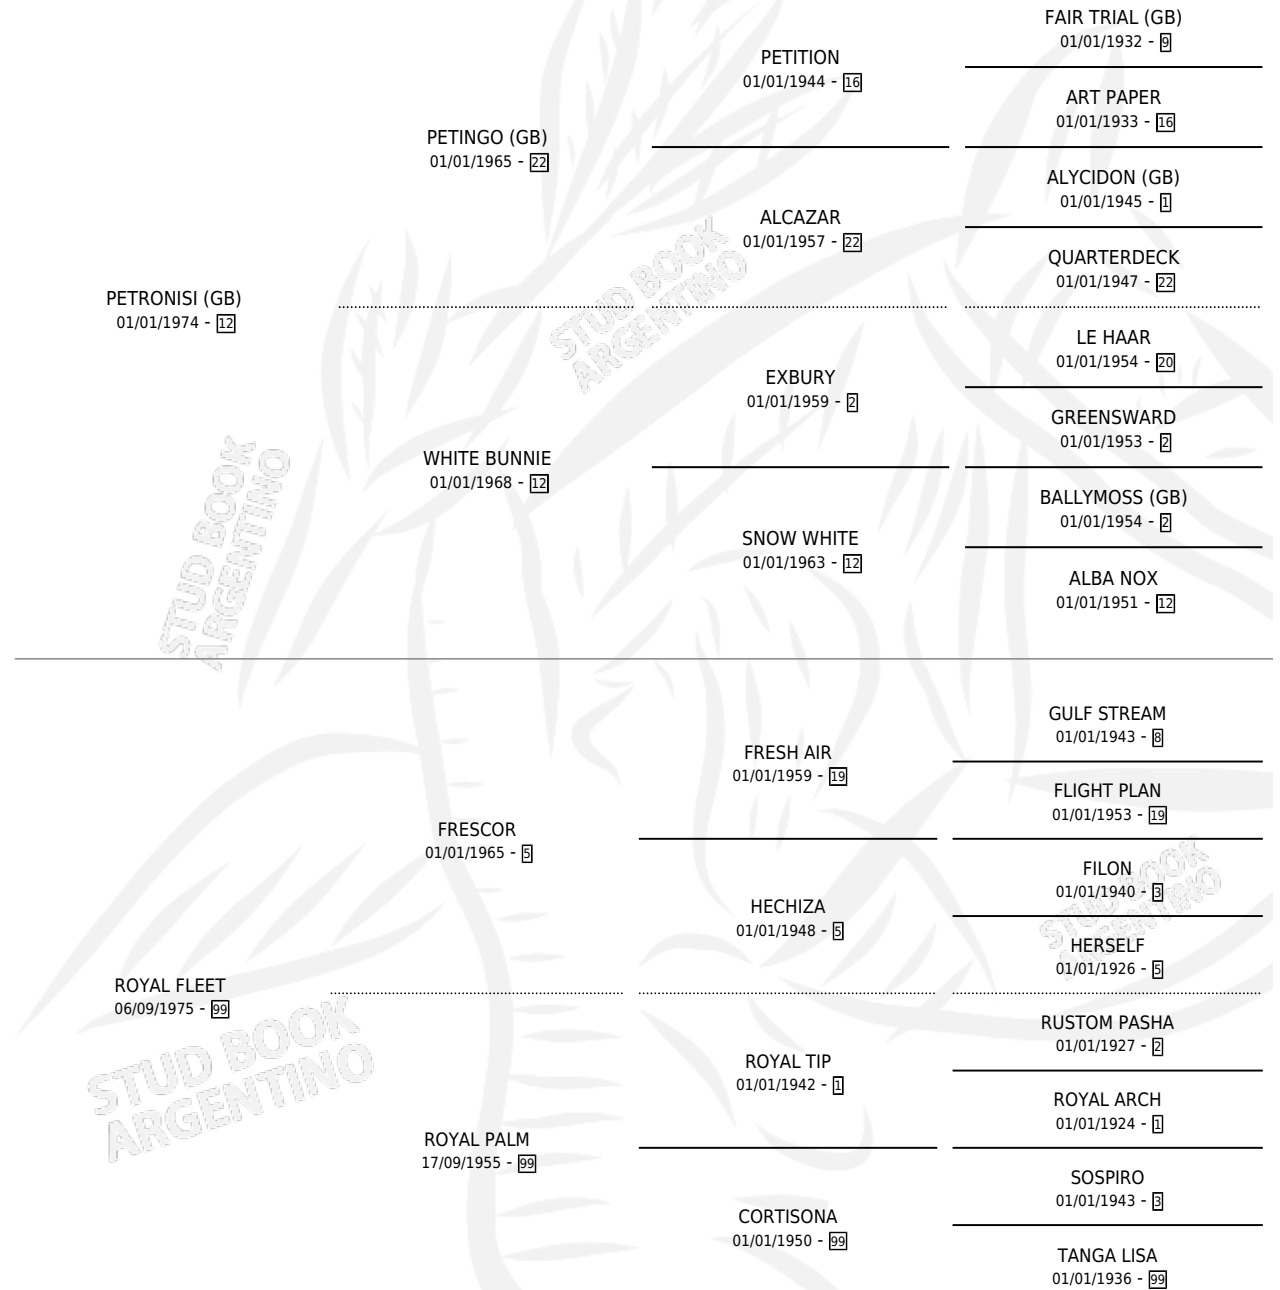 FAIR TRIAL (GB)
01/01/1932 - 9
PETITION
01/01/1944 - 16
ART PAPER
01/01/1933 - 16
PETINGO (GB)
01/01/1965 - 22
ALYCIDON (GB)
01/01/1945 - 1
ALCAZAR
01/01/1957 - 22
QUARTERDECK
01/01/1947 - 22
PETRONISI (GB)
01/01/1974 - 12
LE HAAR
01/01/1954 - 20
EXBURY
01/01/1959 - 2
GREENSWARD
01/01/1953 - 2
WHITE BUNNIE
01/01/1968 - 12
BALLYMOSS (GB)
01/01/1954 - 2
SNOW WHITE
01/01/1963 - 12
ALBA NOX
01/01/1951 - 12
GULF STREAM
01/01/1943 - 8
FRESH AIR
01/01/1959 - 19
FLIGHT PLAN
01/01/1953 - 19
FRESCOR
01/01/1965 - 5
FILON
01/01/1940 - 3
HECHIZA
01/01/1948 - 5
HERSELF
01/01/1926 - 5
ROYAL FLEET
06/09/1975 - 99
RUSTOM PASHA
01/01/1927 - 2
ROYAL TIP
01/01/1942 - 1
ROYAL ARCH
01/01/1924 - 1
ROYAL PALM
17/09/1955 - 99
SOSPIRO
01/01/1943 - 3
CORTISONA
01/01/1950 - 99
TANGA LISA
01/01/1936 - 99
STUD BOOK
ARGENTINO
STUD BOOK
ARGENTINO
STUD BOOK
ARGENTINO
STUD BOOK
ARGENTINO